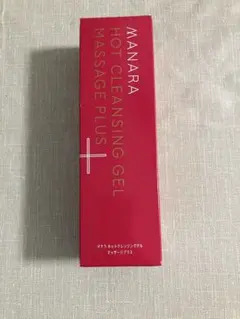 MANARA
HOT CLEANSING GEL
MASSAGE PLUS
マナラ ホットクレンジングゲル
マッサージプラス